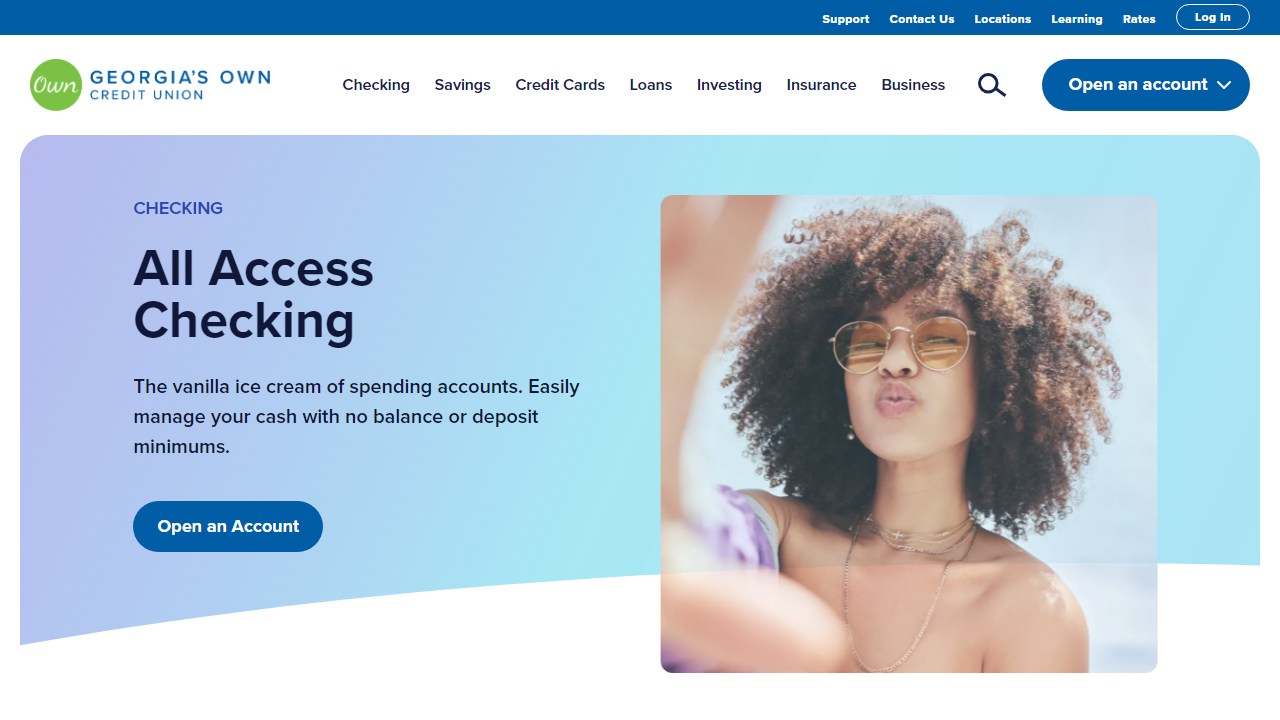 Support Contact Us Locations Learning Rates Log In
Own GEORGIA'S OWN
CREDIT UNION
Checking Savings Credit Cards Loans Investing Insurance Business Open an account
CHECKING
All Access
Checking
The vanilla ice cream of spending accounts. Easily
manage your cash with no balance or deposit
minimums.
Open an Account